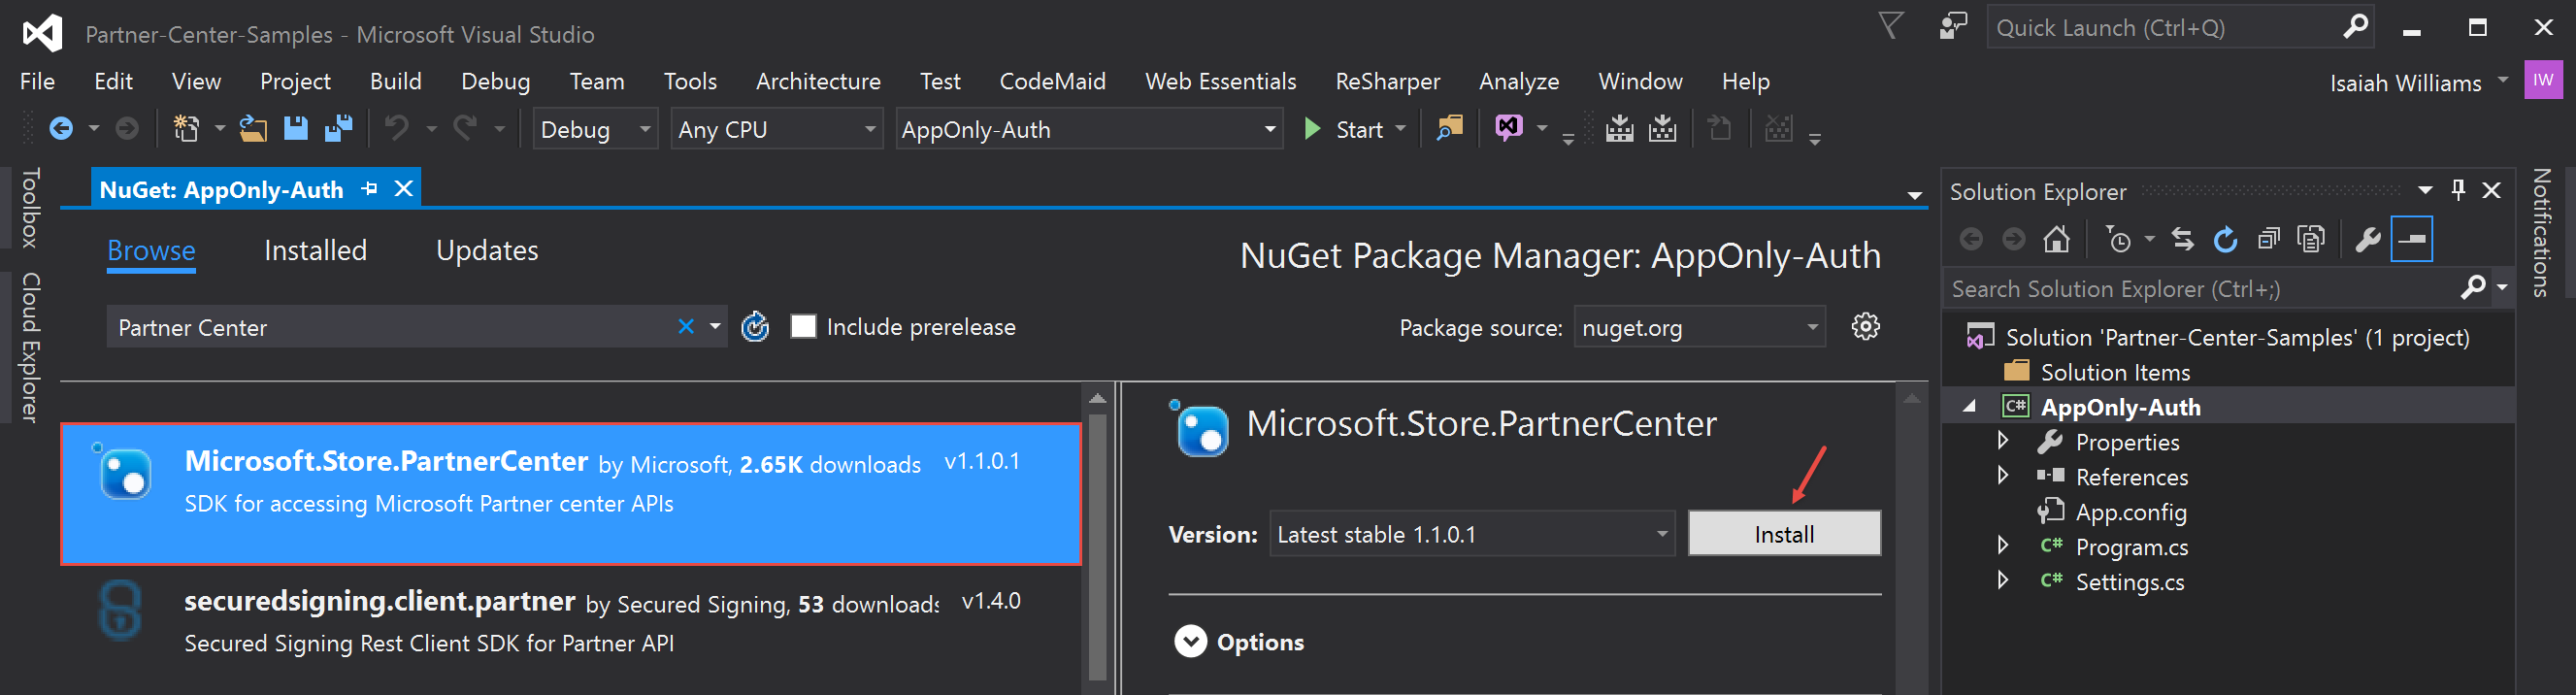 Partner-Center-Samples - Microsoft Visual Studio
Quick Launch (Ctrl+Q)
File Edit View Project Build Debug Team Tools Architecture Test CodeMaid Web Essentials ReSharper Analyze Window Help
Isaiah Williams IW
Debug Any CPU AppOnly-Auth Start
Toolbox
Cloud Explorer
NuGet: AppOnly-Auth
Browse Installed Updates
NuGet Package Manager: AppOnly-Auth
Partner Center
Include prerelease
Package source: nuget.org
Microsoft.Store.PartnerCenter by Microsoft, 2.65K downloads v1.1.0.1
SDK for accessing Microsoft Partner center APIs
securedsigning.client.partner by Secured Signing, 53 downloads v1.4.0
Secured Signing Rest Client SDK for Partner API
Microsoft.Store.PartnerCenter
Version: Latest stable 1.1.0.1 Install
Options
Solution Explorer
Search Solution Explorer (Ctrl+;)
Solution 'Partner-Center-Samples' (1 project)
Solution Items
C# AppOnly-Auth
Properties
References
App.config
C# Program.cs
C# Settings.cs
Notifications